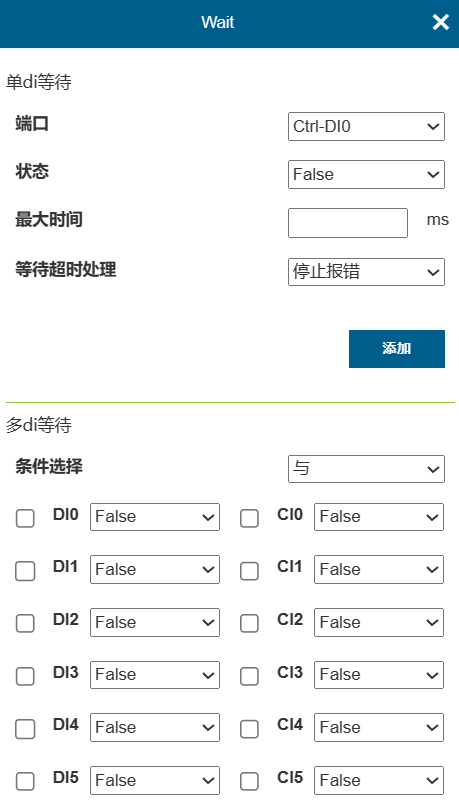 Wait
单di等待
端口 Ctrl-DI0
状态 False
最大时间 ms
等待超时处理 停止报错
添加
多di等待
条件选择 与
DI0 False CI0 False
DI1 False CI1 False
DI2 False CI2 False
DI3 False CI3 False
DI4 False CI4 False
DI5 False CI5 False